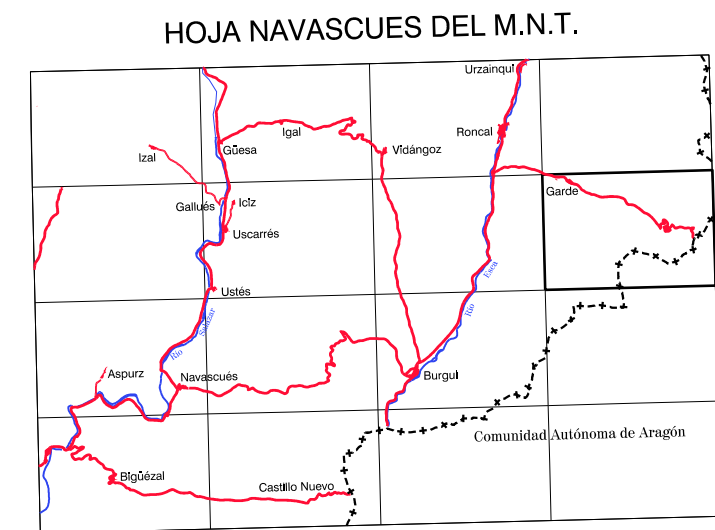 HOJA NAVASCUES DEL M.N.T.
Urzainqui
Igal
Roncal
Izal
Güesa
Vidángoz
Garde
Gallués
Iciz
Uscarrés
Esca
Ustés
Río
Salazar
Río
Aspurz
Navascués
Burgui
Comunidad Autónoma de Aragón
Bigüézal
Castillo Nuevo